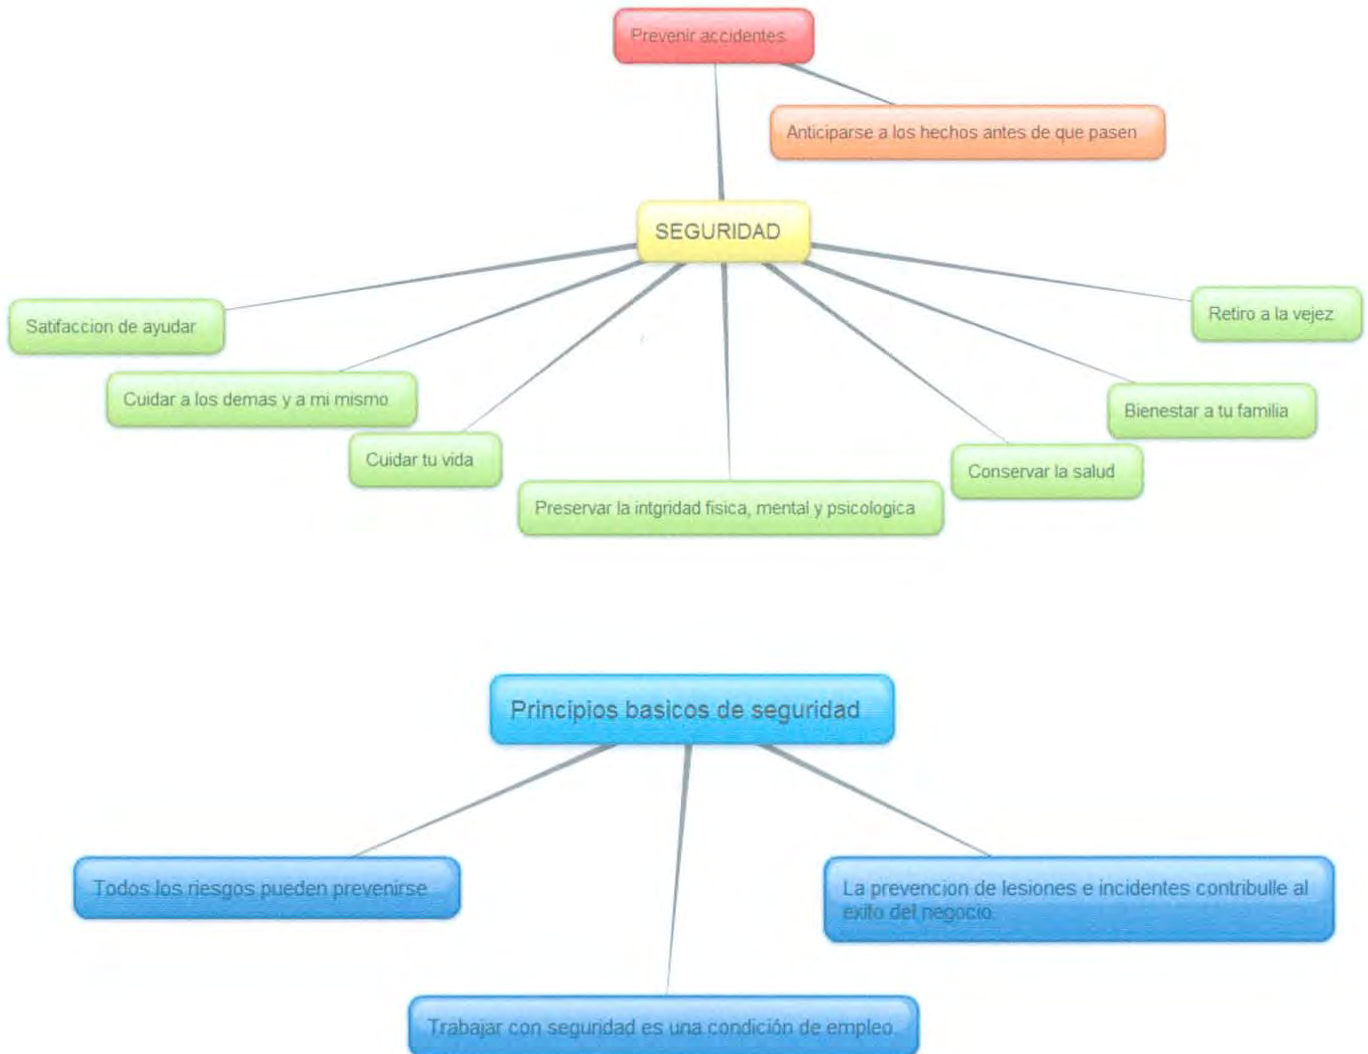 Prevenir accidentes
Anticiparse a los hechos antes de que pasen
SEGURIDAD
Satifaccion de ayudar
Retiro a la vejez
Cuidar a los demas y a mi mismo
Bienestar a tu familia
Cuidar tu vida
Conservar la salud
Preservar la intgridad fisica, mental y psicologica
Principios basicos de seguridad
Todos los riesgos pueden prevenirse
La prevencion de lesiones e incidentes contribulle al
exito del negocio.
Trabajar con seguridad es una condición de empleo.